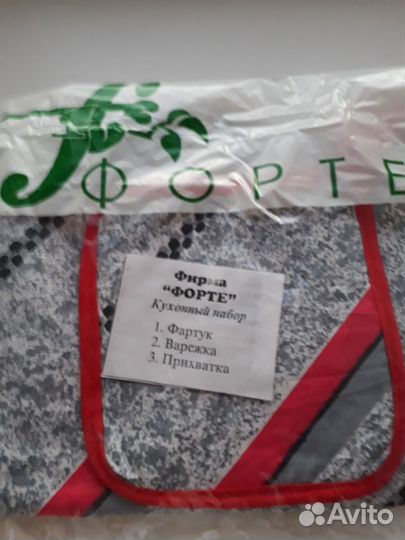 ФОРТЕ
Фирма
"ФОРТЕ"
Кухонный набор
1. Фартук
2. Варежка
3. Прихватка
Avito